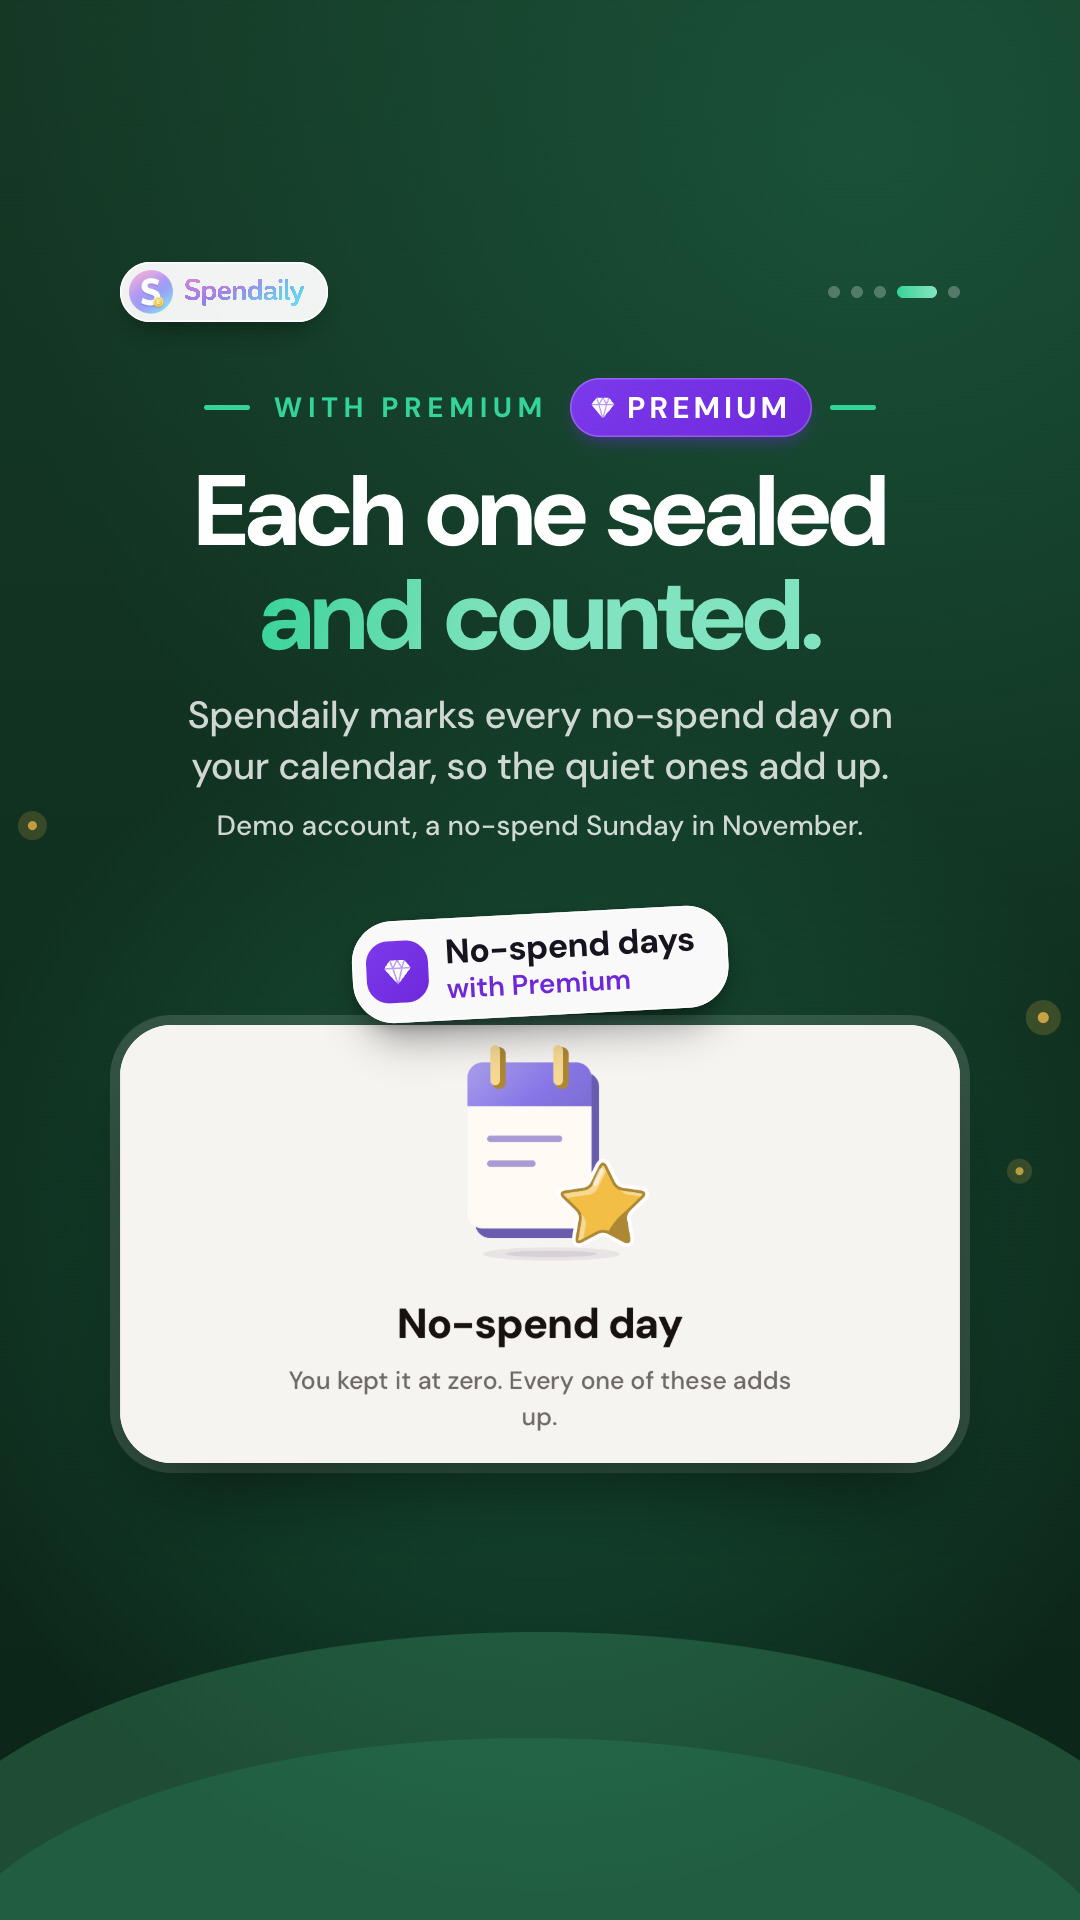 Spendaily
WITH PREMIUM PREMIUM
Each one sealed
and counted.
Spendaily marks every no-spend day on
your calendar, so the quiet ones add up.
Demo account, a no-spend Sunday in November.
No-spend days
with Premium
No-spend day
You kept it at zero. Every one of these adds
up.